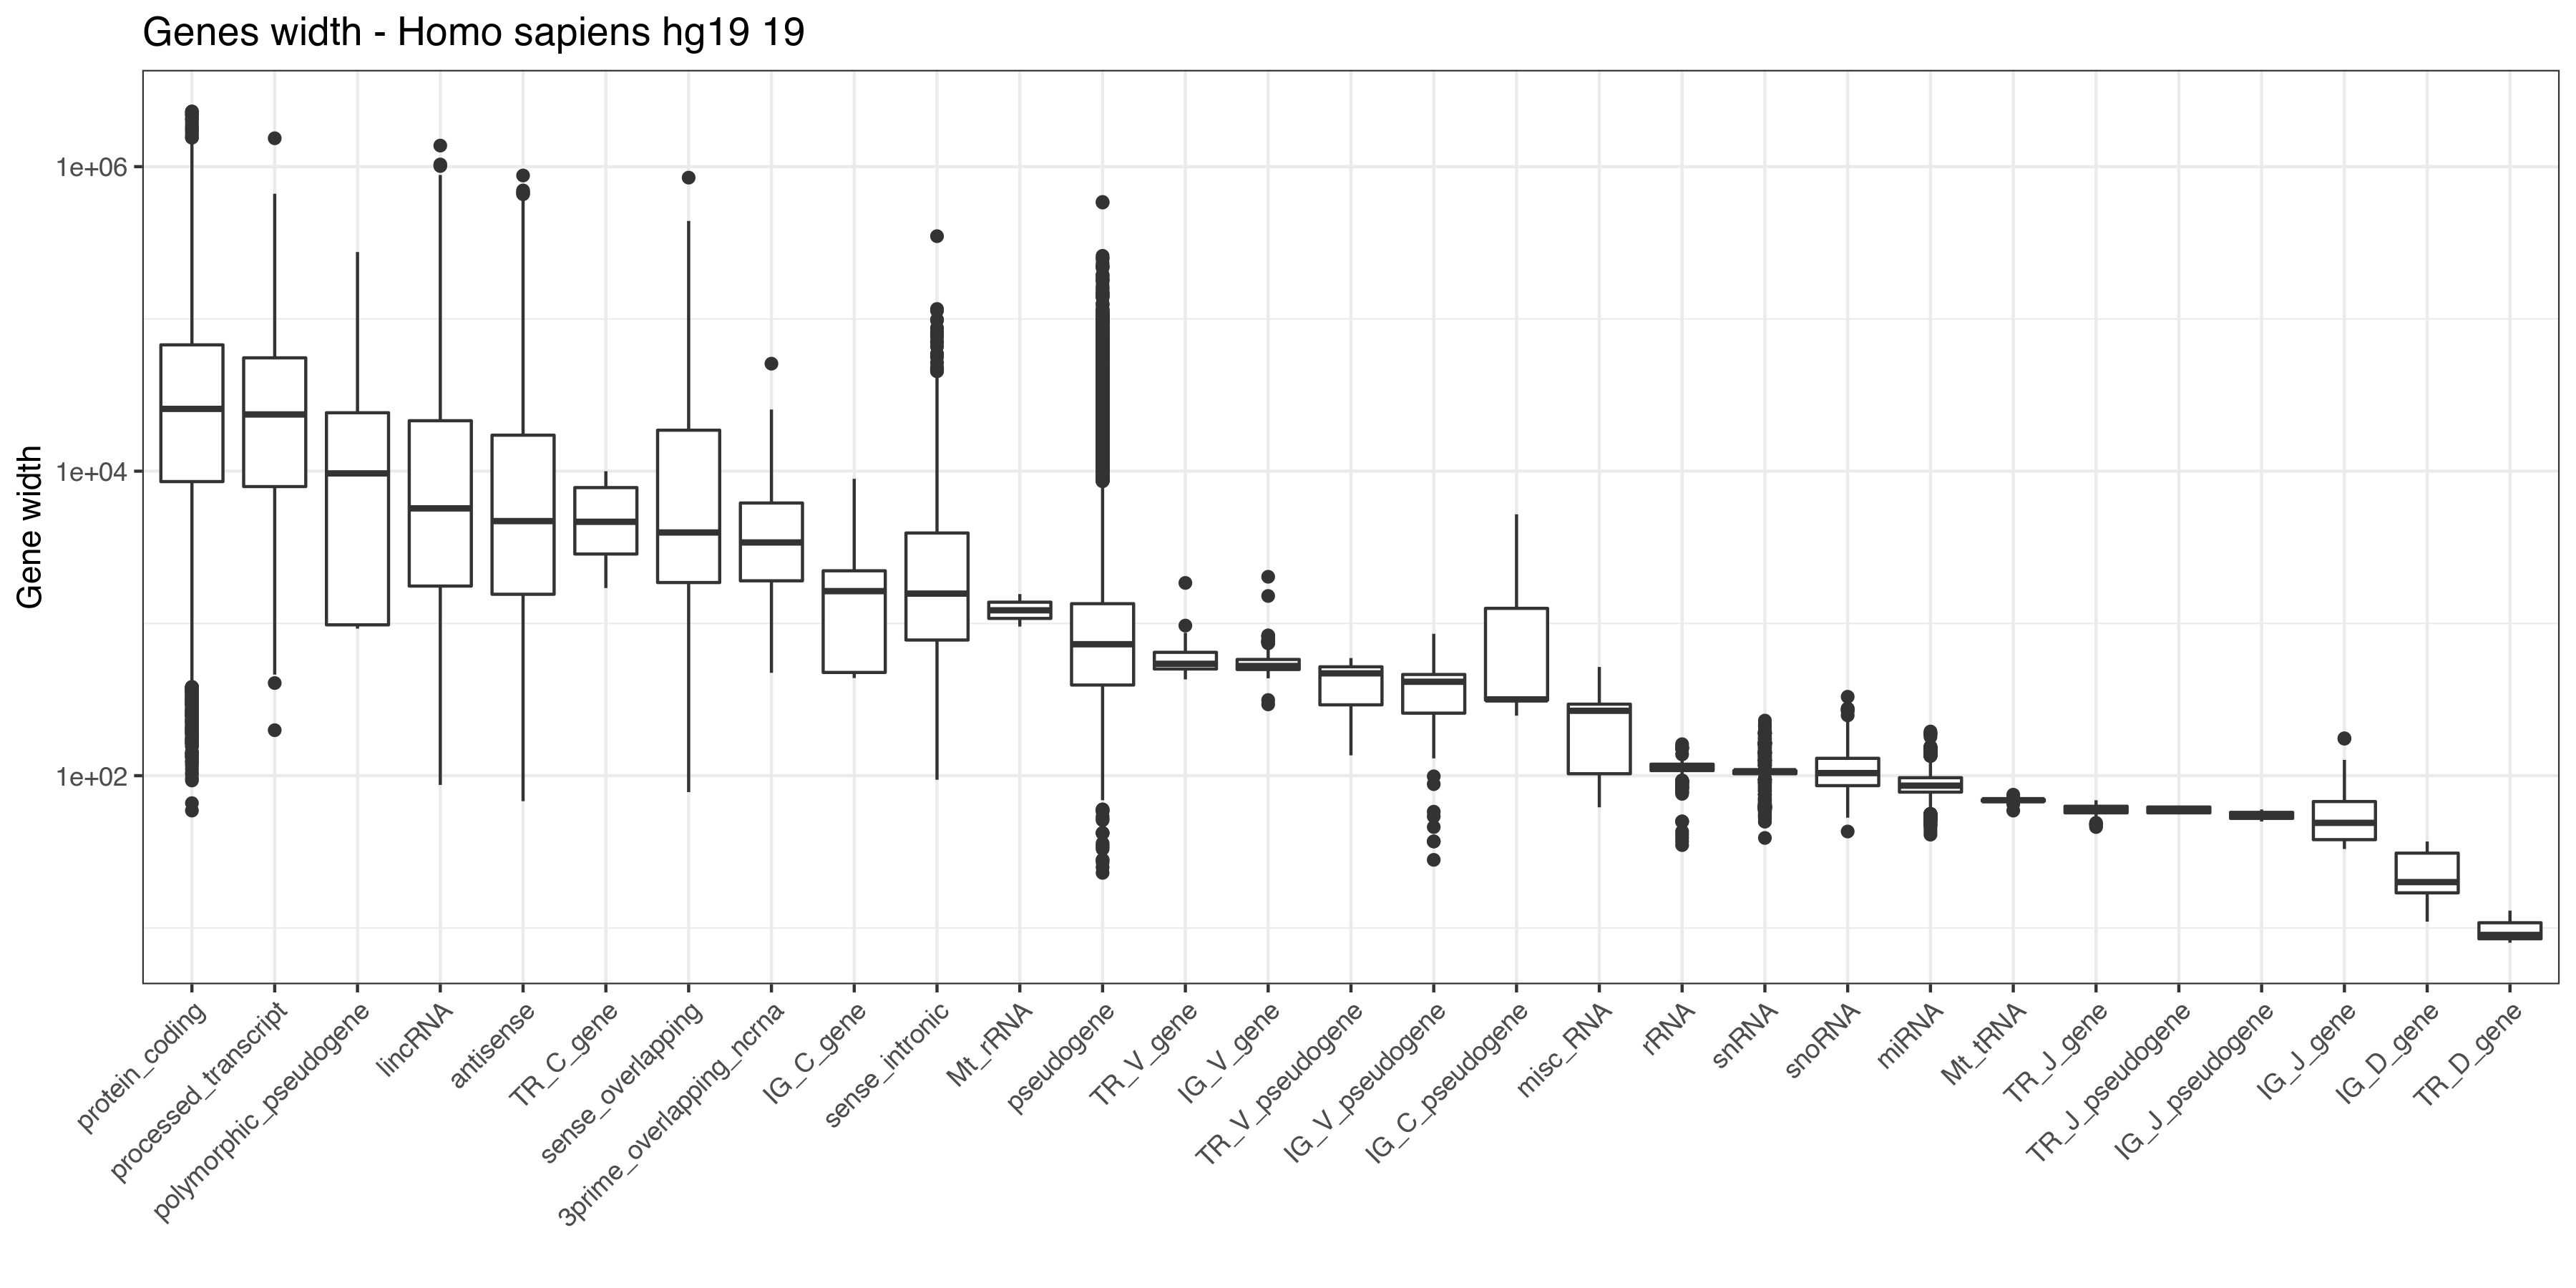 Genes width - Homo sapiens hg19 19
Gene width
1e+06
1e+04
1e+02
protein_coding
processed_transcript
polymorphic_pseudogene
lincRNA
antisense
TR_C_gene
sense_overlapping
3prime_overlapping_ncrna
IG_C_gene
sense_intronic
Mt_rRNA
pseudogene
TR_V_gene
IG_V_gene
TR_V_pseudogene
IG_V_pseudogene
IG_C_pseudogene
misc_RNA
rRNA
snRNA
snoRNA
miRNA
Mt_tRNA
TR_J_gene
TR_J_pseudogene
IG_J_pseudogene
IG_J_gene
IG_D_gene
TR_D_gene